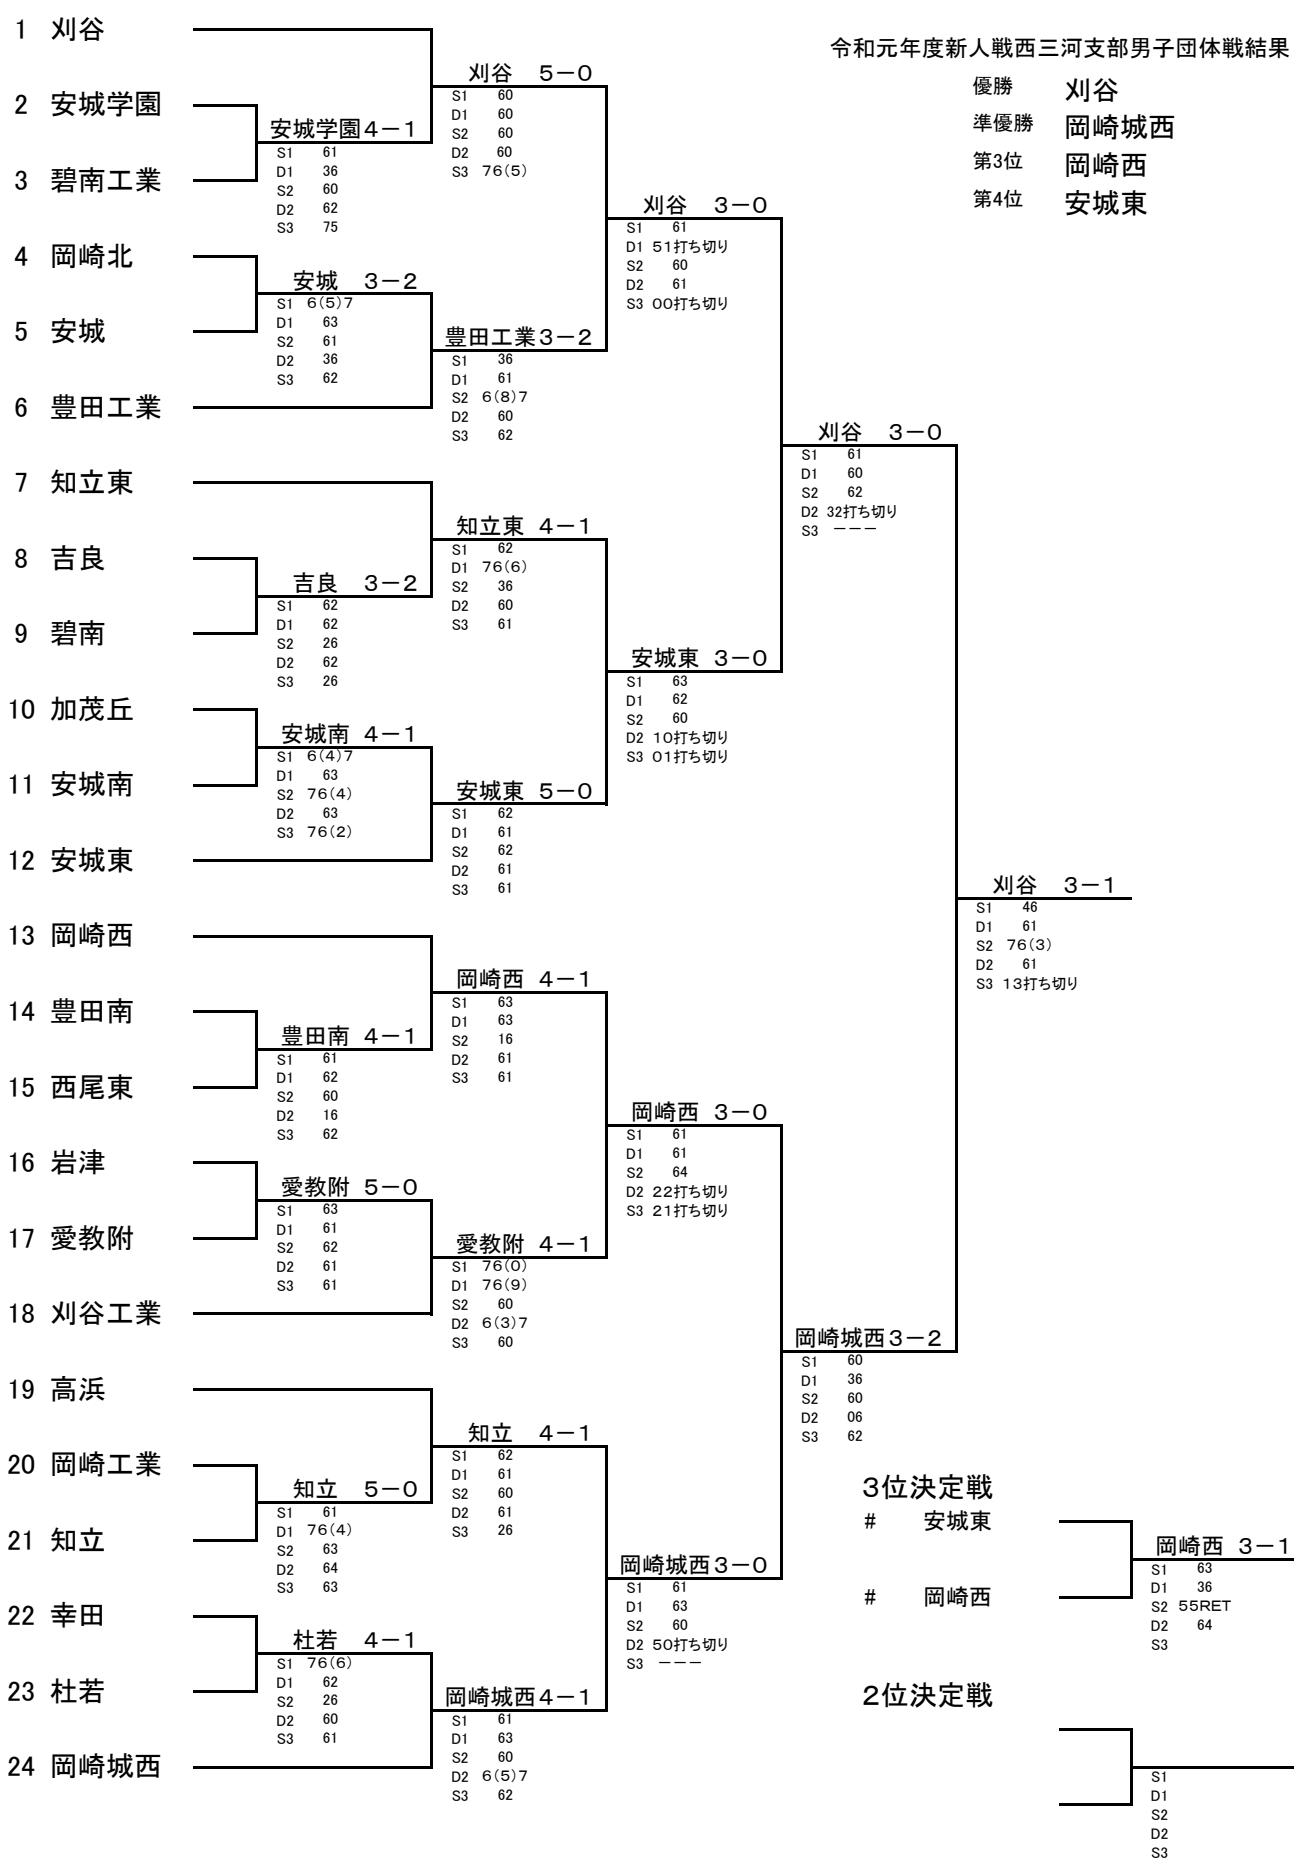 令和元年度新人戦西三河支部男子団体戦結果
優勝 刈谷
準優勝 岡崎城西
第3位 岡崎西
第4位 安城東
1 刈谷
2 安城学園
3 碧南工業
4 岡崎北
5 安城
6 豊田工業
7 知立東
8 吉良
9 碧南
10 加茂丘
11 安城南
12 安城東
13 岡崎西
14 豊田南
15 西尾東
16 岩津
17 愛教附
18 刈谷工業
19 高浜
20 岡崎工業
21 知立
22 幸田
23 杜若
24 岡崎城西
安城学園 4－1
S1 61
D1 36
S2 60
D2 62
S3 75
安城 3－2
S1 6(5)7
D1 63
S2 61
D2 36
S3 62
吉良 3－2
S1 62
D1 62
S2 26
D2 62
S3 26
安城南 4－1
S1 6(4)7
D1 63
S2 76(4)
D2 63
S3 76(2)
豊田南 4－1
S1 61
D1 62
S2 60
D2 16
S3 62
愛教附 5－0
S1 63
D1 61
S2 62
D2 61
S3 61
知立 5－0
S1 61
D1 76(4)
S2 63
D2 64
S3 63
杜若 4－1
S1 76(6)
D1 62
S2 26
D2 60
S3 61
刈谷 5－0
S1 60
D1 60
S2 60
D2 60
S3 76(5)
豊田工業 3－2
S1 36
D1 61
S2 6(8)7
D2 60
S3 62
知立東 4－1
S1 62
D1 76(6)
S2 36
D2 60
S3 61
安城東 5－0
S1 62
D1 61
S2 62
D2 61
S3 61
岡崎西 4－1
S1 63
D1 63
S2 16
D2 61
S3 61
愛教附 4－1
S1 76(0)
D1 76(9)
S2 60
D2 6(3)7
S3 60
知立 4－1
S1 62
D1 61
S2 60
D2 61
S3 26
岡崎城西 4－1
S1 61
D1 63
S2 60
D2 6(5)7
S3 62
刈谷 3－0
S1 61
D1 51打ち切り
S2 60
D2 61
S3 00打ち切り
安城東 3－0
S1 63
D1 62
S2 60
D2 10打ち切り
S3 01打ち切り
岡崎西 3－0
S1 61
D1 61
S2 64
D2 22打ち切り
S3 21打ち切り
岡崎城西 3－0
S1 61
D1 63
S2 60
D2 50打ち切り
S3 －－－
刈谷 3－0
S1 61
D1 60
S2 62
D2 32打ち切り
S3 －－－
岡崎城西 3－2
S1 60
D1 36
S2 60
D2 06
S3 62
刈谷 3－1
S1 46
D1 61
S2 76(3)
D2 61
S3 13打ち切り
3位決定戦
# 安城東
# 岡崎西
岡崎西 3－1
S1 63
D1 36
S2 55RET
D2 64
S3
2位決定戦
S1
D1
S2
D2
S3